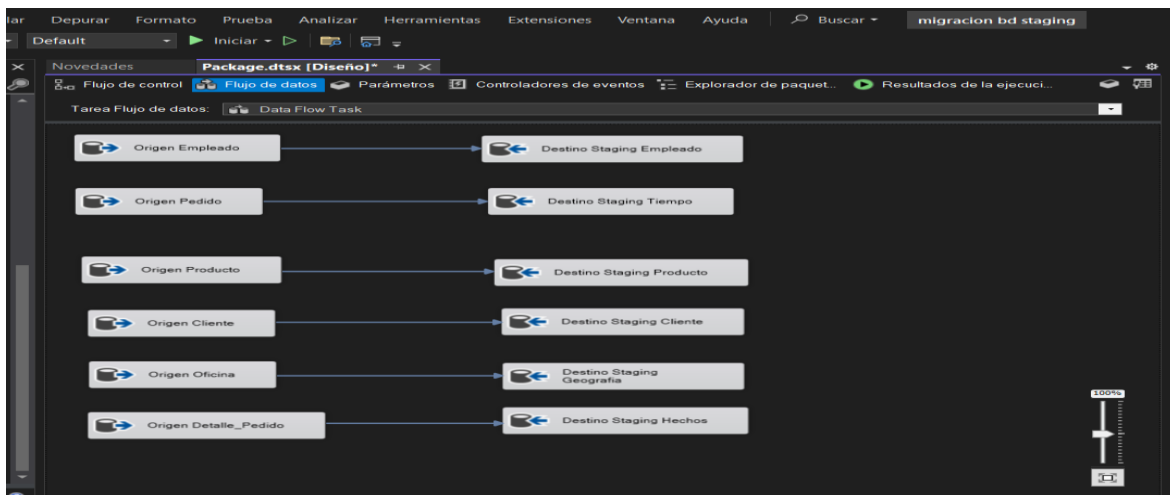 lar Depurar Formato Prueba Analizar Herramientas Extensiones Ventana Ayuda Buscar migracion bd staging
Default Iniciar
Novedades Package.dtsx [Diseño]*
Flujo de control Flujo de datos Parámetros Controladores de eventos Explorador de paquet... Resultados de la ejecuci...
Tarea Flujo de datos: Data Flow Task
Origen Empleado Destino Staging Empleado
Origen Pedido Destino Staging Tiempo
Origen Producto Destino Staging Producto
Origen Cliente Destino Staging Cliente
Origen Oficina Destino Staging
Geografia
Origen Detalle_Pedido Destino Staging Hechos
100%